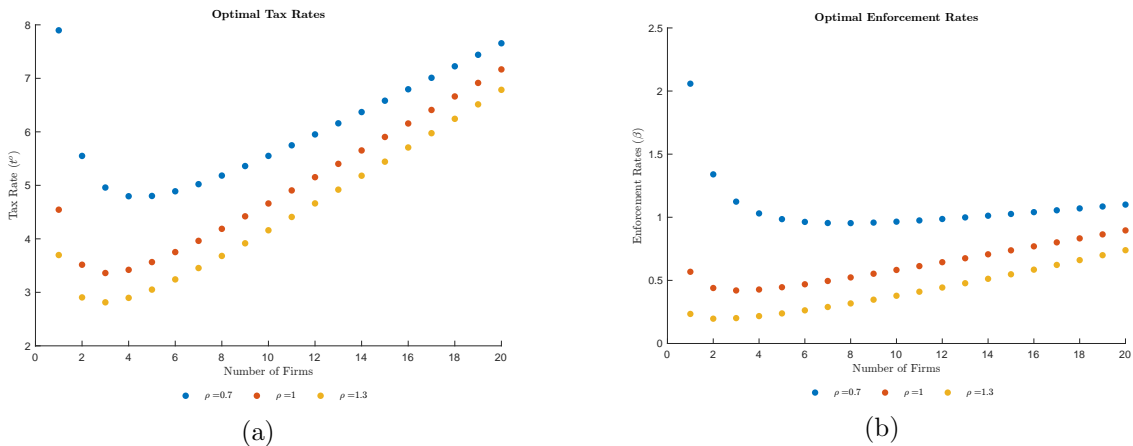 Optimal Tax Rates
8
7
6
5
4
3
2
Tax Rate (tᵒ)
0 2 4 6 8 10 12 14 16 18 20
Number of Firms
ρ =0.7 ρ =1 ρ =1.3
(a)
Optimal Enforcement Rates
2.5
2
1.5
1
0.5
0
Enforcement Rates (β)
0 2 4 6 8 10 12 14 16 18 20
Number of Firms
ρ =0.7 ρ =1 ρ =1.3
(b)